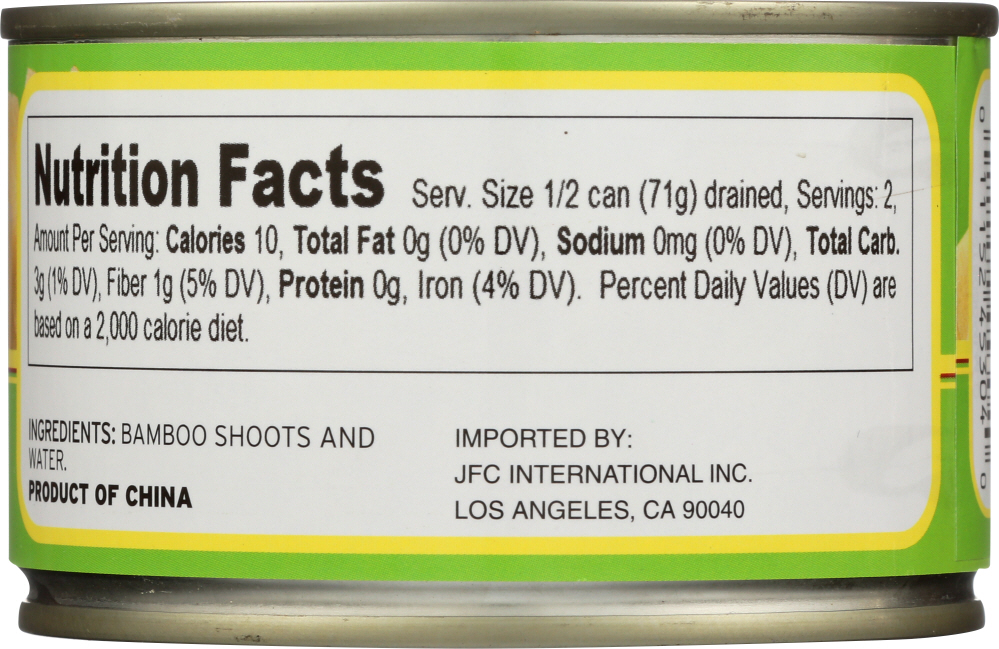 Nutrition Facts Serv. Size 1/2 can (71g) drained, Servings: 2,
Amount Per Serving: Calories 10, Total Fat 0g (0% DV), Sodium 0mg (0% DV), Total Carb.
3g (1% DV), Fiber 1g (5% DV), Protein 0g, Iron (4% DV). Percent Daily Values (DV) are
based on a 2,000 calorie diet.
INGREDIENTS: BAMBOO SHOOTS AND
WATER.
PRODUCT OF CHINA
IMPORTED BY:
JFC INTERNATIONAL INC.
LOS ANGELES, CA 90040